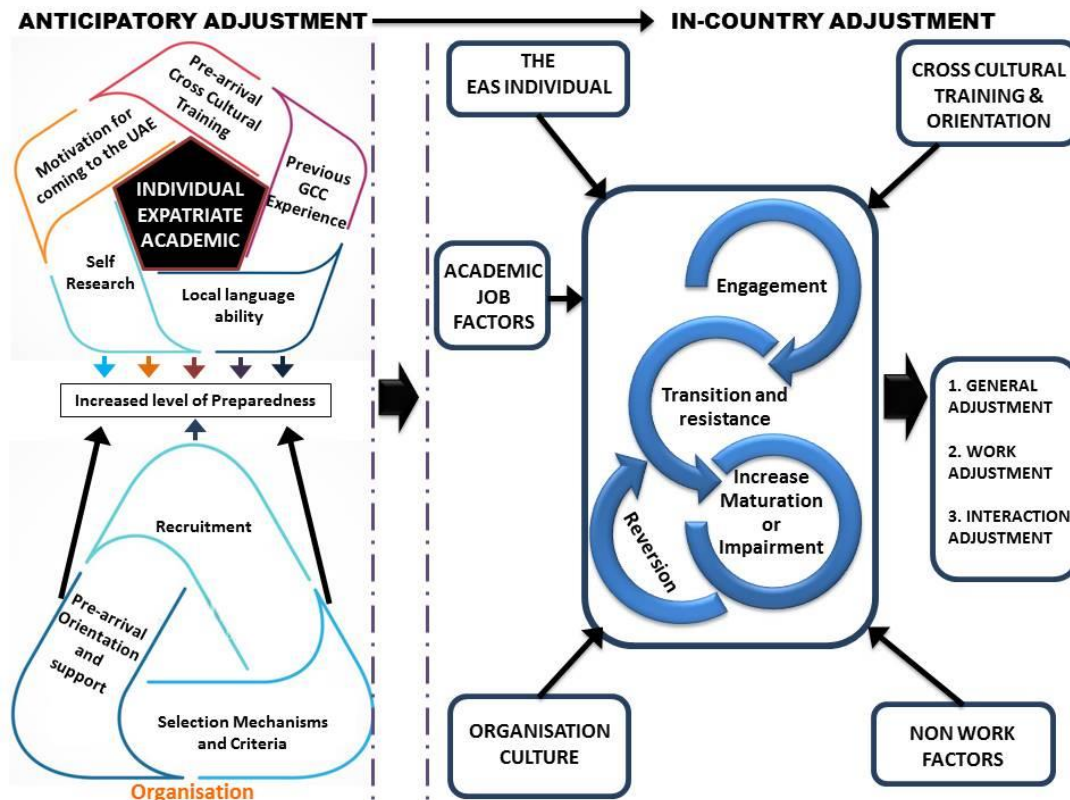 ANTICIPATORY ADJUSTMENT
IN-COUNTRY ADJUSTMENT
Pre-arrival
Cross Cultural
Training
Motivation for
coming to the UAE
Previous
GCC
Experience
INDIVIDUAL
EXPATRIATE
ACADEMIC
Self
Research
Local language
ability
Increased level of Preparedness
Recruitment
Pre-arrival
Orientation
and
support
Selection Mechanisms
and Criteria
Organisation
THE
EAS INDIVIDUAL
CROSS CULTURAL
TRAINING &
ORIENTATION
ACADEMIC
JOB
FACTORS
Engagement
Transition and
resistance
Increase
Maturation
or
Impairment
Reversion
1. GENERAL
ADJUSTMENT
2. WORK
ADJUSTMENT
3. INTERACTION
ADJUSTMENT
ORGANISATION
CULTURE
NON WORK
FACTORS